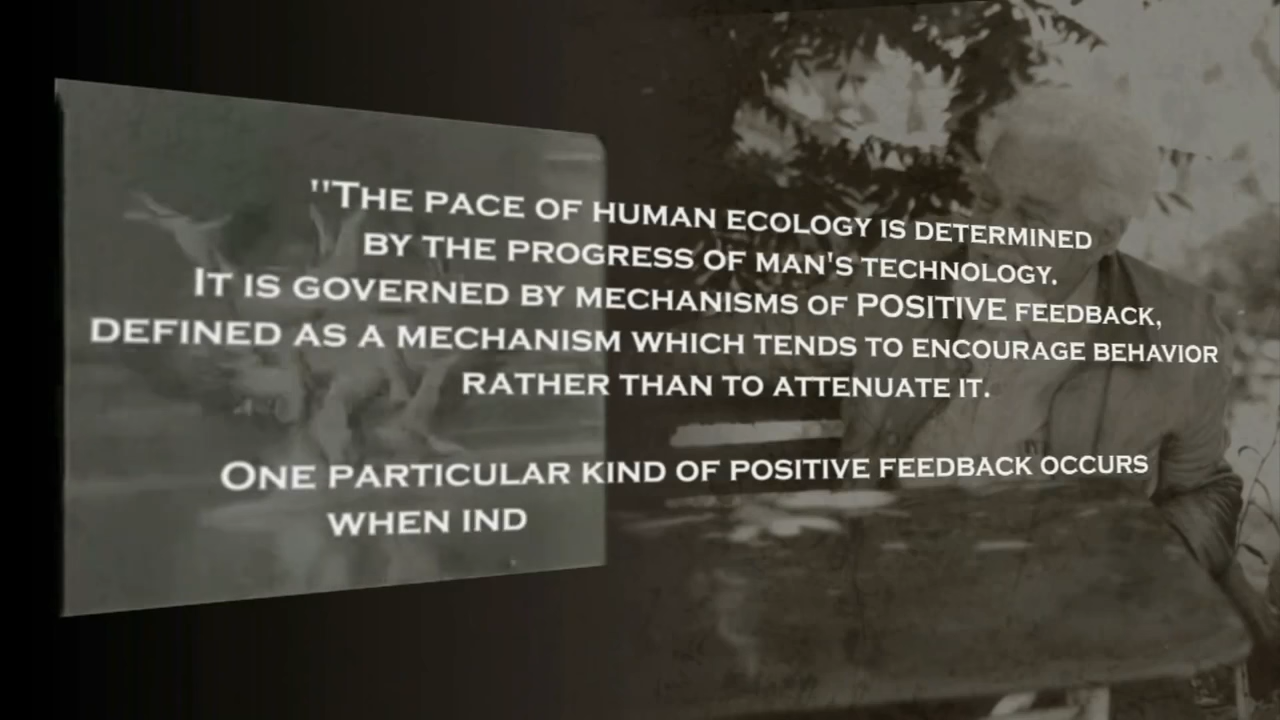 "The pace of human ecology is determined
by the progress of man's technology.
It is governed by mechanisms of POSITIVE feedback,
defined as a mechanism which tends to encourage behavior
rather than to attenuate it.
One particular kind of positive feedback occurs
when ind